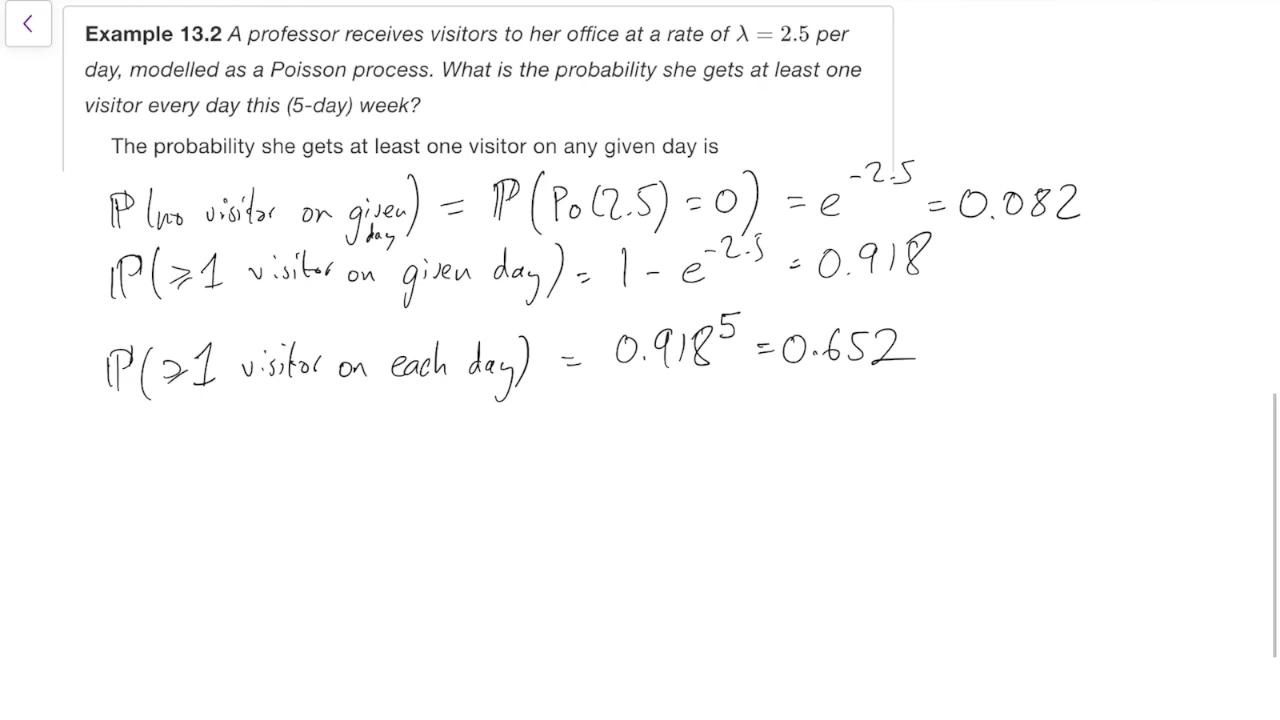 Example 13.2 A professor receives visitors to her office at a rate of λ = 2.5 per
day, modelled as a Poisson process. What is the probability she gets at least one
visitor every day this (5-day) week?
The probability she gets at least one visitor on any given day is
ℙ(no visitor on given day) = ℙ(Po(2.5) = 0) = e^{-2.5} = 0.082
ℙ(≥1 visitor on given day) = 1 - e^{-2.5} = 0.918
ℙ(≥1 visitor on each day) = 0.918^5 = 0.652